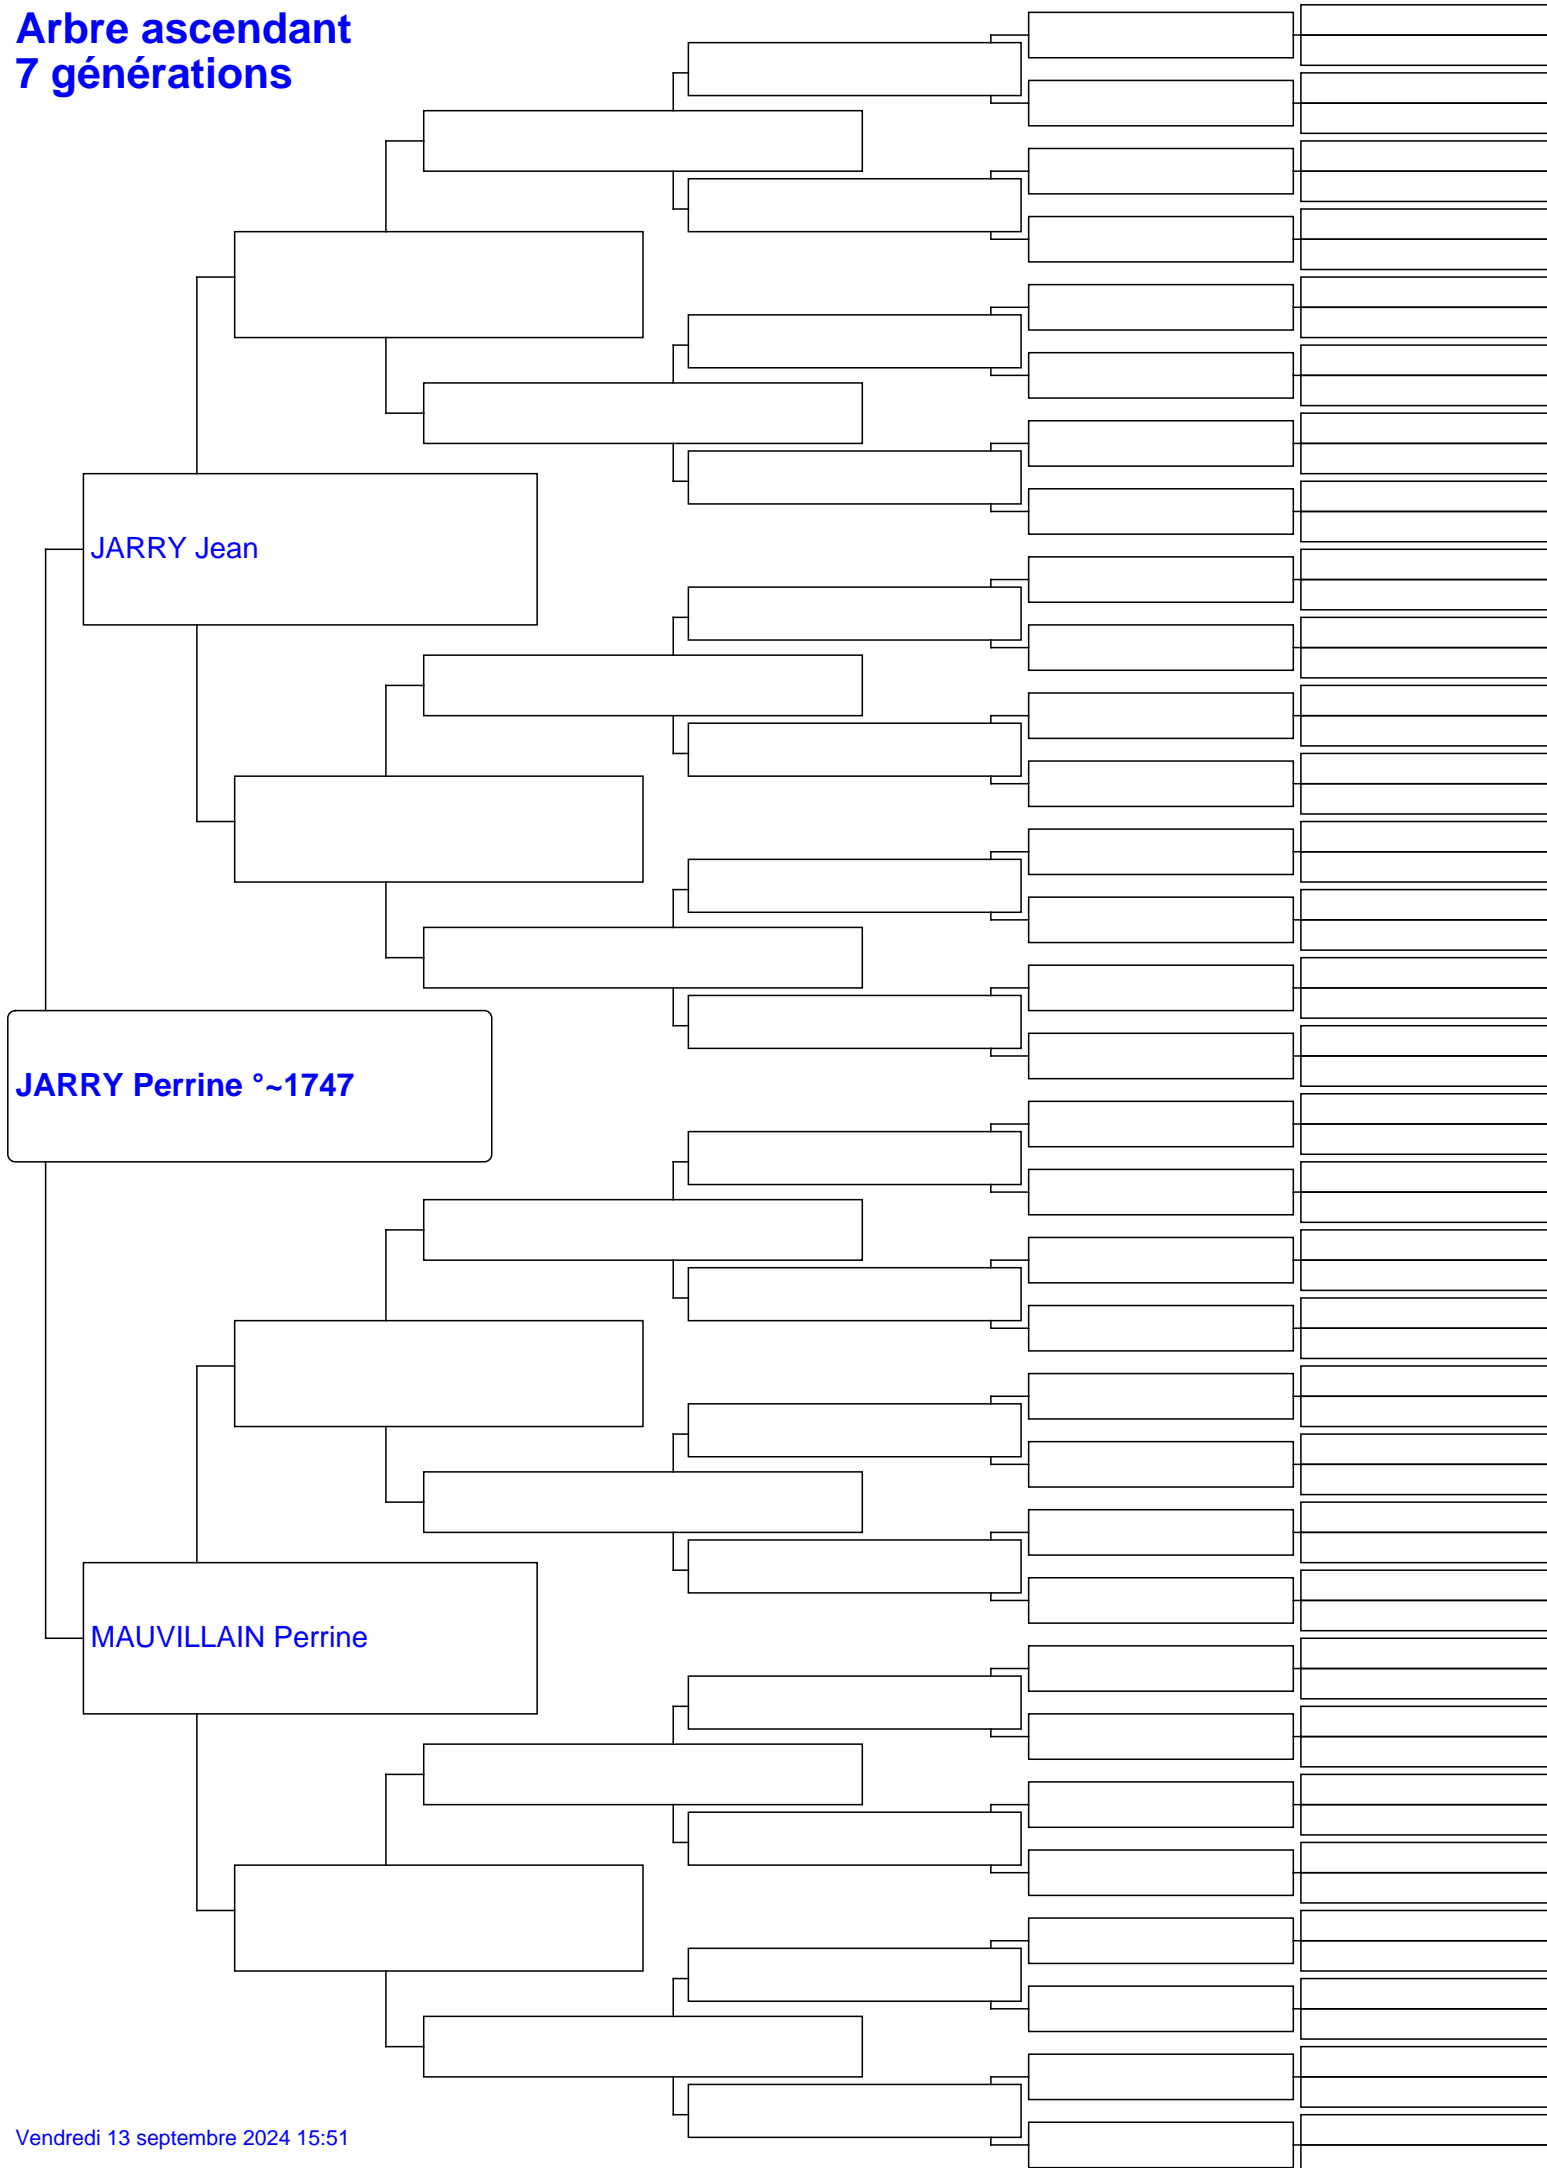 Arbre ascendant
7 générations
JARRY Jean
JARRY Perrine °~1747
MAUVILLAIN Perrine
Vendredi 13 septembre 2024 15:51